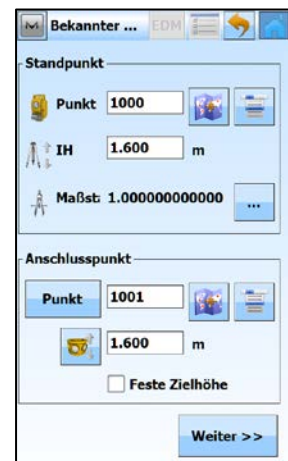 Bekannter ... EDM
Standpunkt
Punkt 1000
IH 1.600 m
Maßst: 1.000000000000 ...
Anschlusspunkt
Punkt 1001
1.600 m
Feste Zielhöhe
Weiter >>